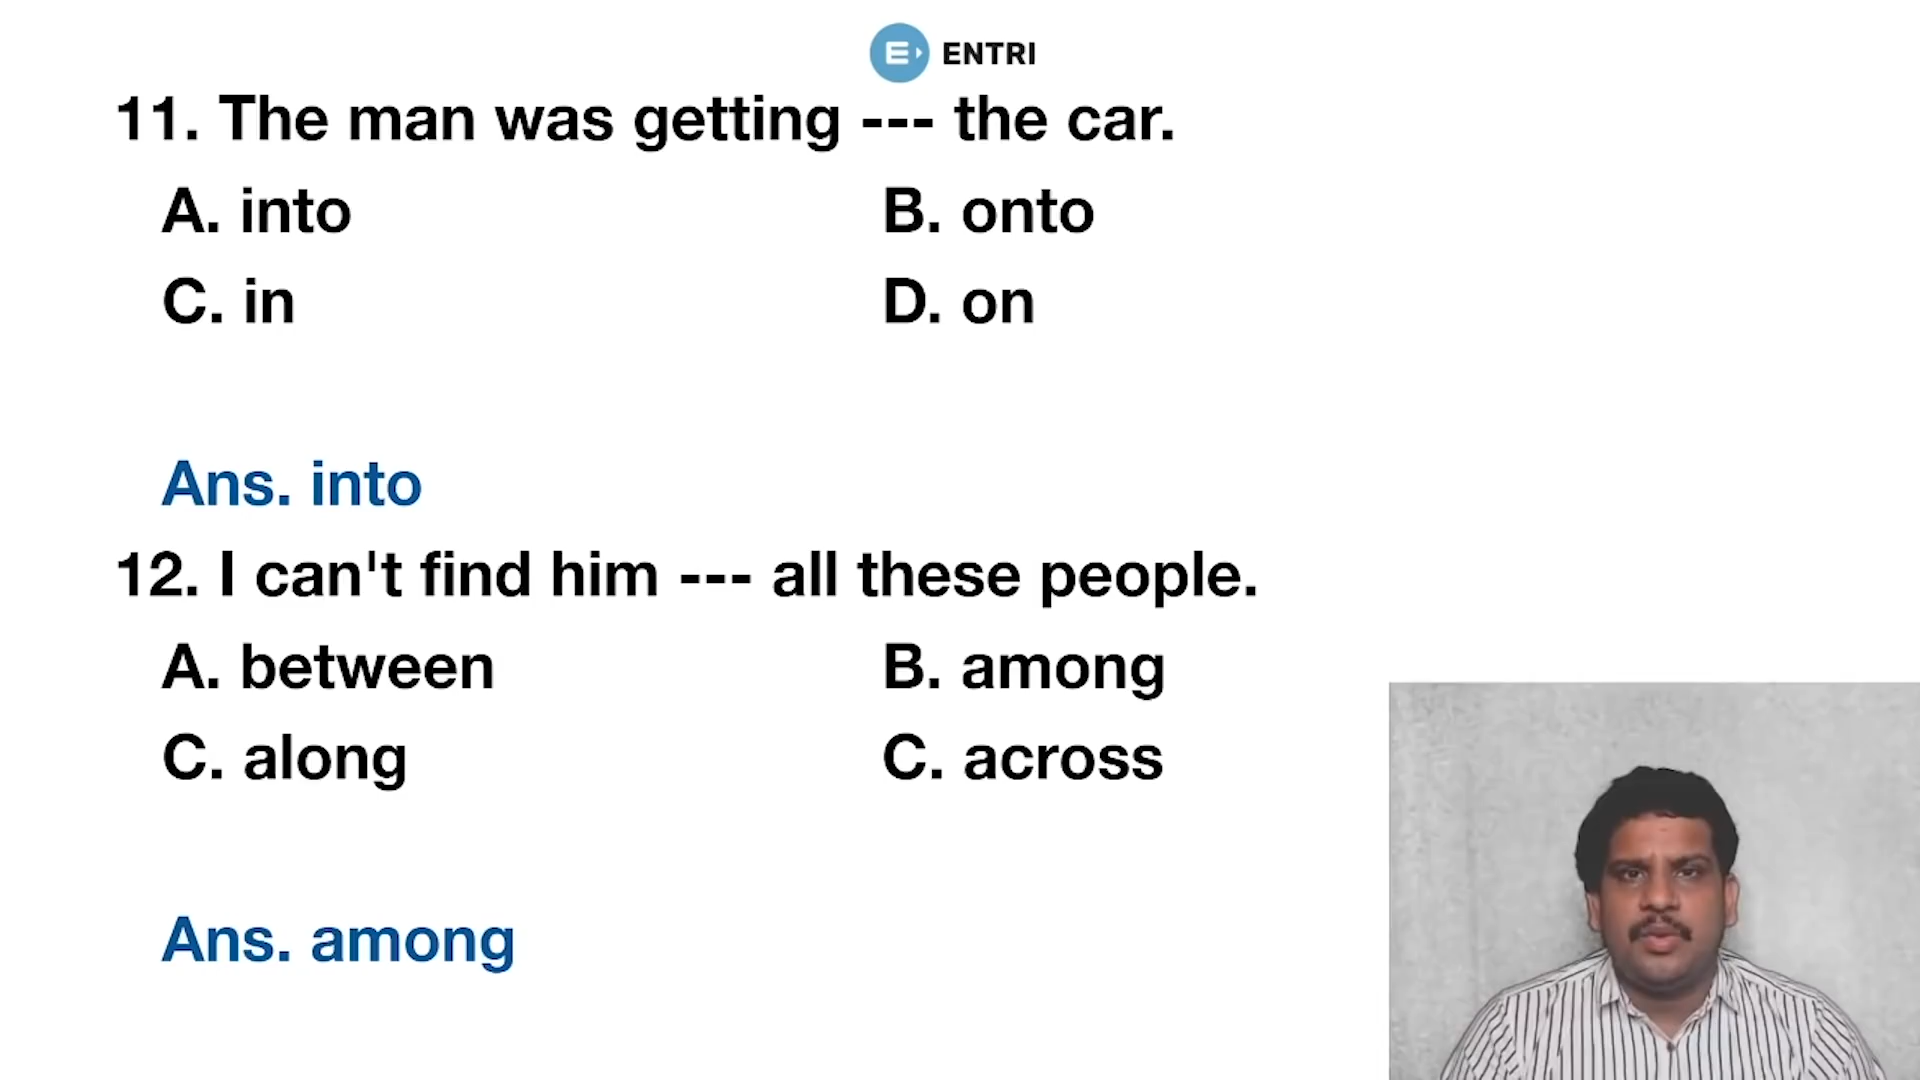 ENTRI
11. The man was getting --- the car.
A. into B. onto
C. in D. on
Ans. into
12. I can't find him --- all these people.
A. between B. among
C. along C. across
Ans. among